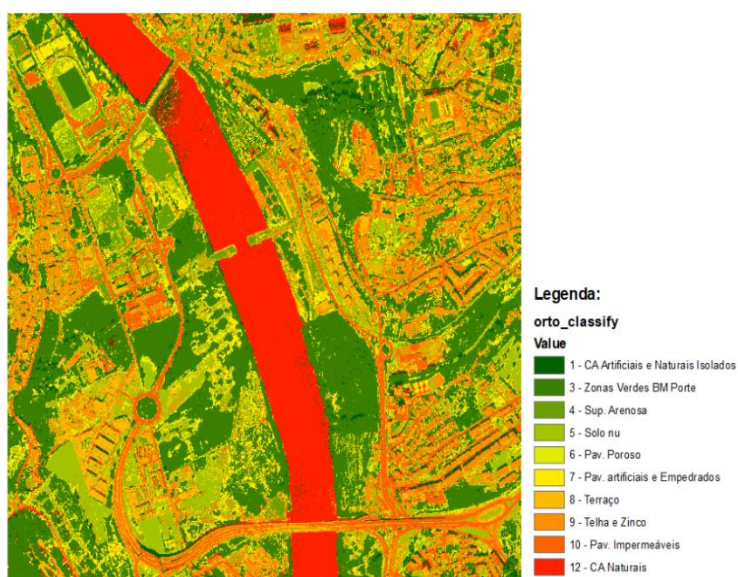 Legenda:
orto_classify
Value
1 - CA Artificiais e Naturais Isolados
3 - Zonas Verdes BM Porte
4 - Sup. Arenosa
5 - Solo nu
6 - Pav. Poroso
7 - Pav. artificiais e Empedrados
8 - Terraço
9 - Telha e Zinco
10 - Pav. Impermeáveis
12 - CA Naturais